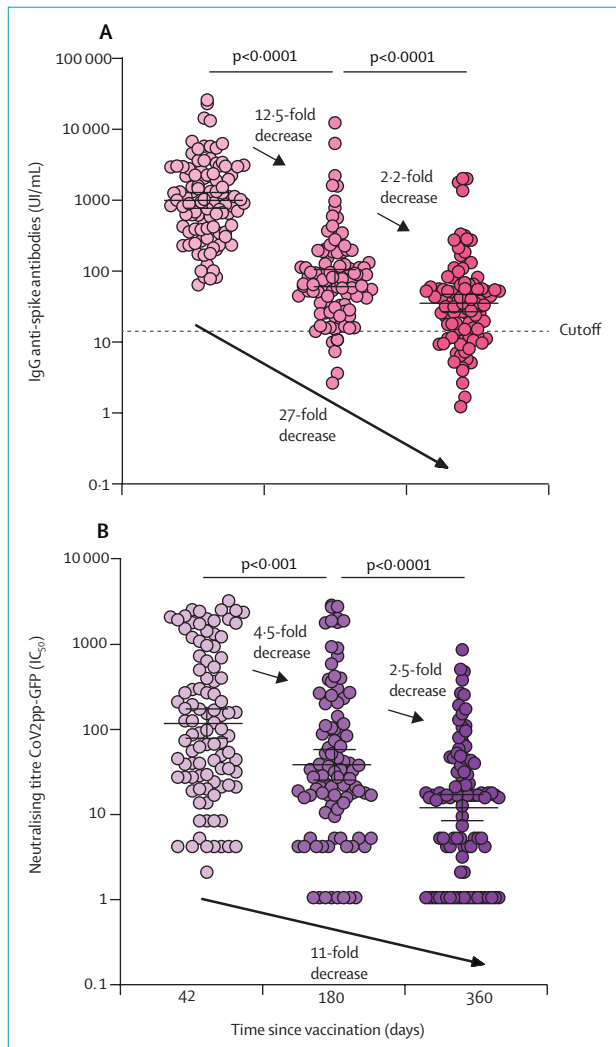 A
p<0·0001
p<0·0001
100 000
10 000
1000
100
10
1
0·1
IgG anti-spike antibodies (UI/mL)
12·5-fold
decrease
2·2-fold
decrease
Cutoff
27-fold
decrease
B
p<0·001
p<0·0001
10 000
1000
100
10
1
0.1
Neutralising titre CoV2pp-GFP (IC50)
4·5-fold
decrease
2·5-fold
decrease
11-fold
decrease
42
180
360
Time since vaccination (days)